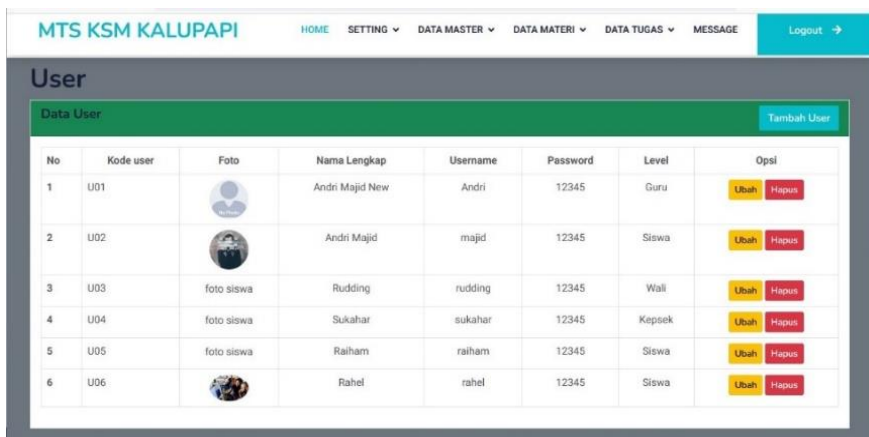 MTS KSM KALUPAPI HOME SETTING DATA MASTER DATA MATERI DATA TUGAS MESSAGE Logout →
User
Data User Tambah User
No Kode user Foto Nama Lengkap Username Password Level Opsi
1 U01 Andri Majid New Andri 12345 Guru Ubah Hapus
2 U02 Andri Majid majid 12345 Siswa Ubah Hapus
3 U03 foto siswa Rudding rudding 12345 Wali Ubah Hapus
4 U04 foto siswa Sukahar sukahar 12345 Kepsek Ubah Hapus
5 U05 foto siswa Raiham raiham 12345 Siswa Ubah Hapus
6 U06 Rahel rahel 12345 Siswa Ubah Hapus